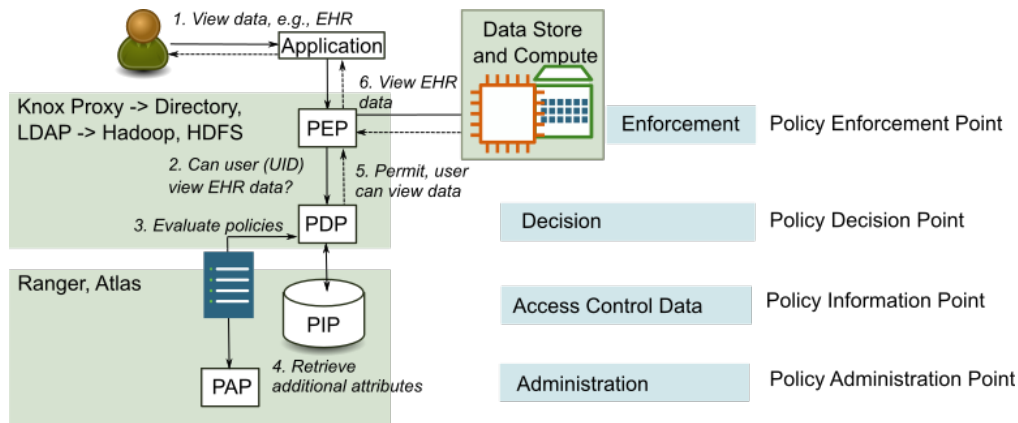 1. View data, e.g., EHR
Application
Data Store
and Compute
6. View EHR
data
Knox Proxy -> Directory,
LDAP -> Hadoop, HDFS
PEP
Enforcement
Policy Enforcement Point
2. Can user (UID)
view EHR data?
5. Permit, user
can view data
3. Evaluate policies
PDP
Decision
Policy Decision Point
Ranger, Atlas
PIP
Access Control Data
Policy Information Point
4. Retrieve
additional attributes
PAP
Administration
Policy Administration Point